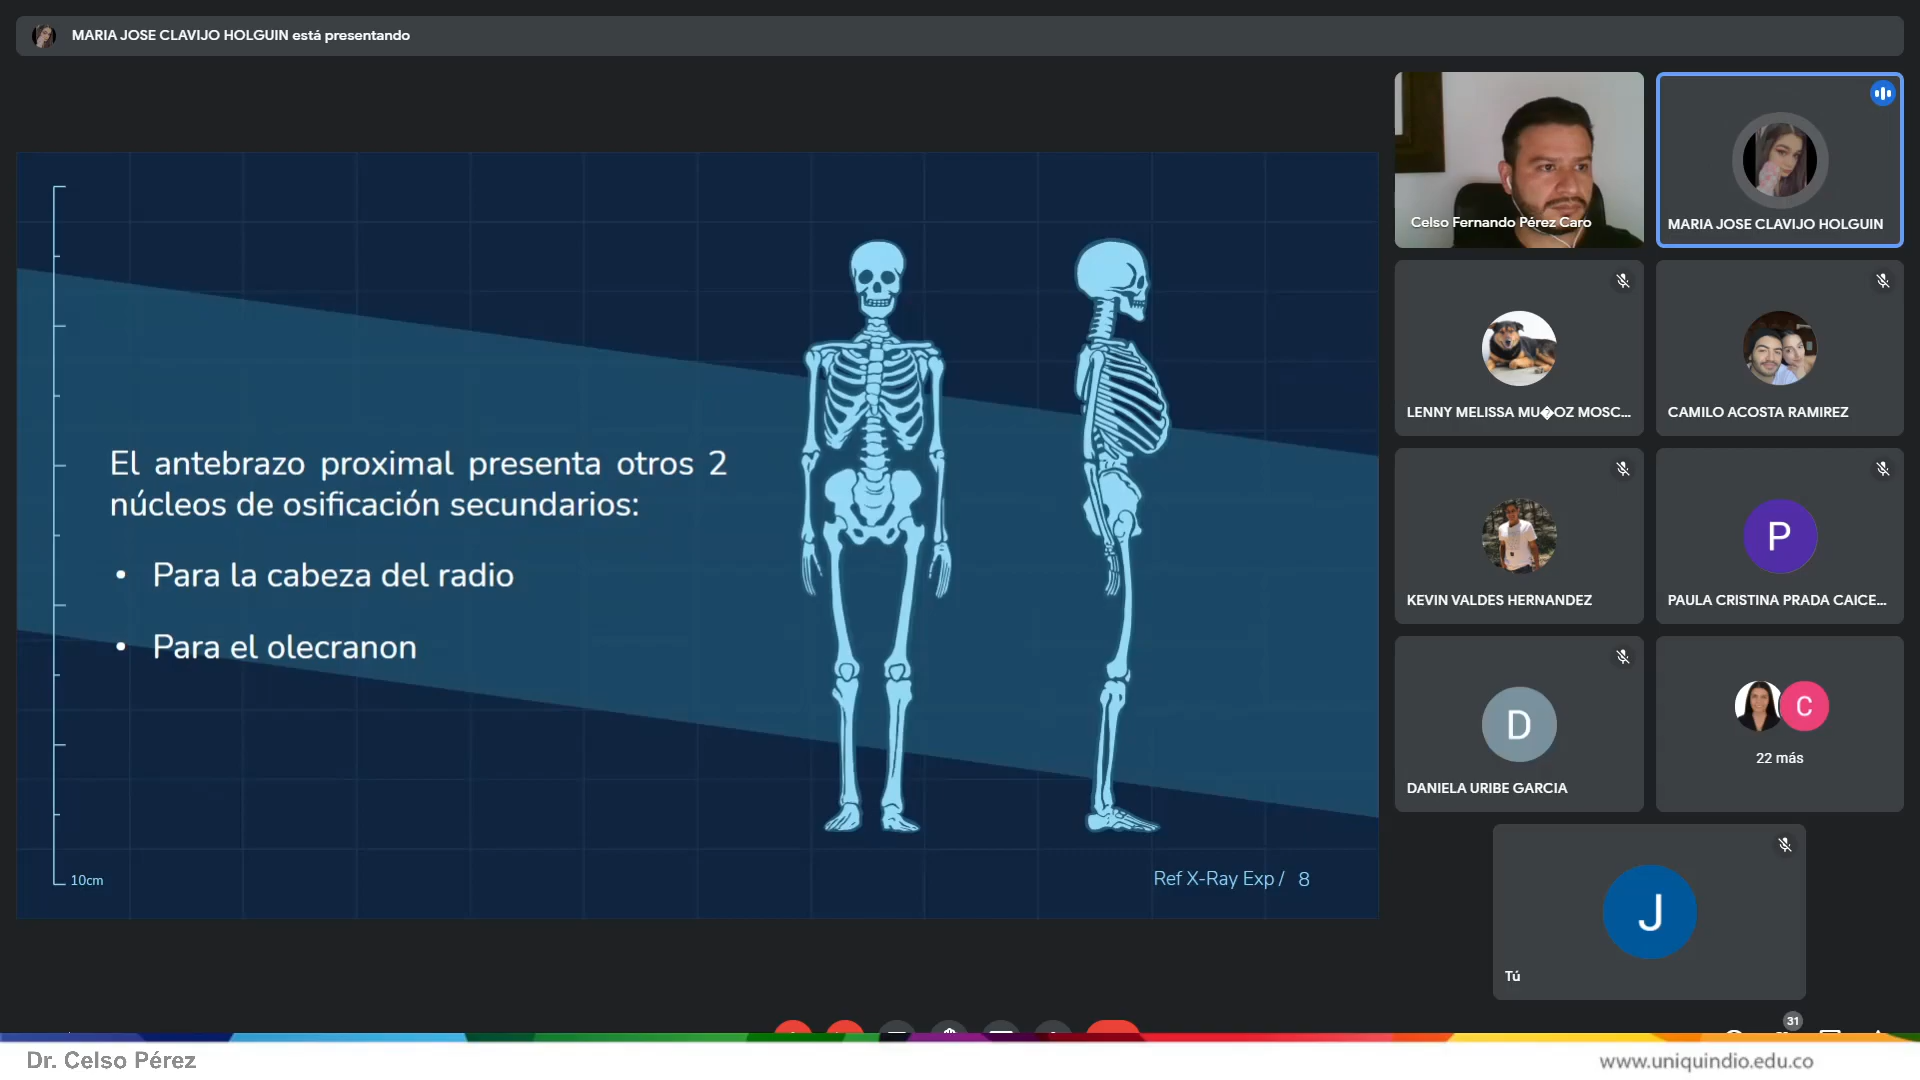 MARIA JOSE CLAVIJO HOLGUIN está presentando
El antebrazo proximal presenta otros 2
núcleos de osificación secundarios:
• Para la cabeza del radio
• Para el olecranon
10cm
Ref X-Ray Exp / 8
Celso Fernando Pérez Caro
MARIA JOSE CLAVIJO HOLGUIN
LENNY MELISSA MU�OZ MOSC...
CAMILO ACOSTA RAMIREZ
KEVIN VALDES HERNANDEZ
P
PAULA CRISTINA PRADA CAICE...
D
DANIELA URIBE GARCIA
C
22 más
J
Tú
31
Dr. Celso Pérez
www.uniquindio.edu.co